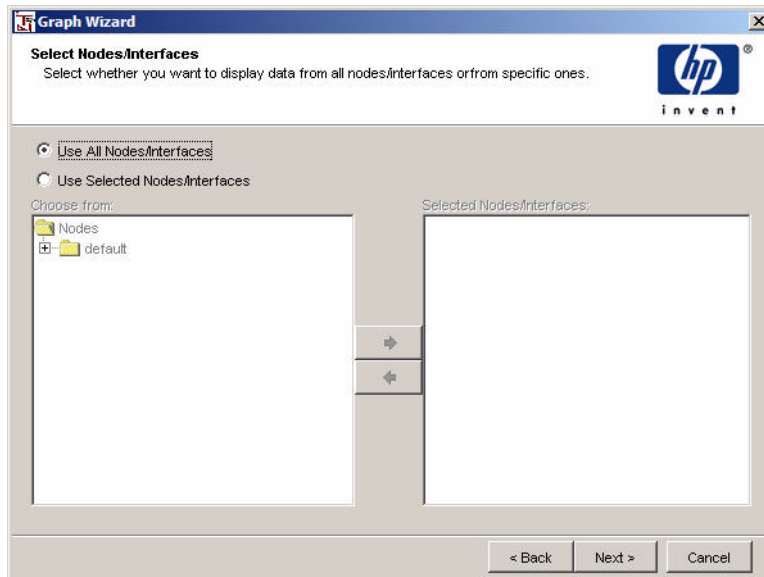 Graph Wizard
Select Nodes/Interfaces
Select whether you want to display data from all nodes/interfaces orfrom specific ones.
hp
®
invent
Use All Nodes/Interfaces
Use Selected Nodes/Interfaces
Choose from:
Selected Nodes/Interfaces:
Nodes
default
< Back
Next >
Cancel